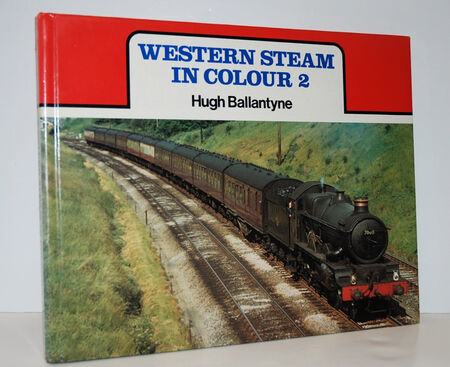 WESTERN STEAM
IN COLOUR 2
Hugh Ballantyne